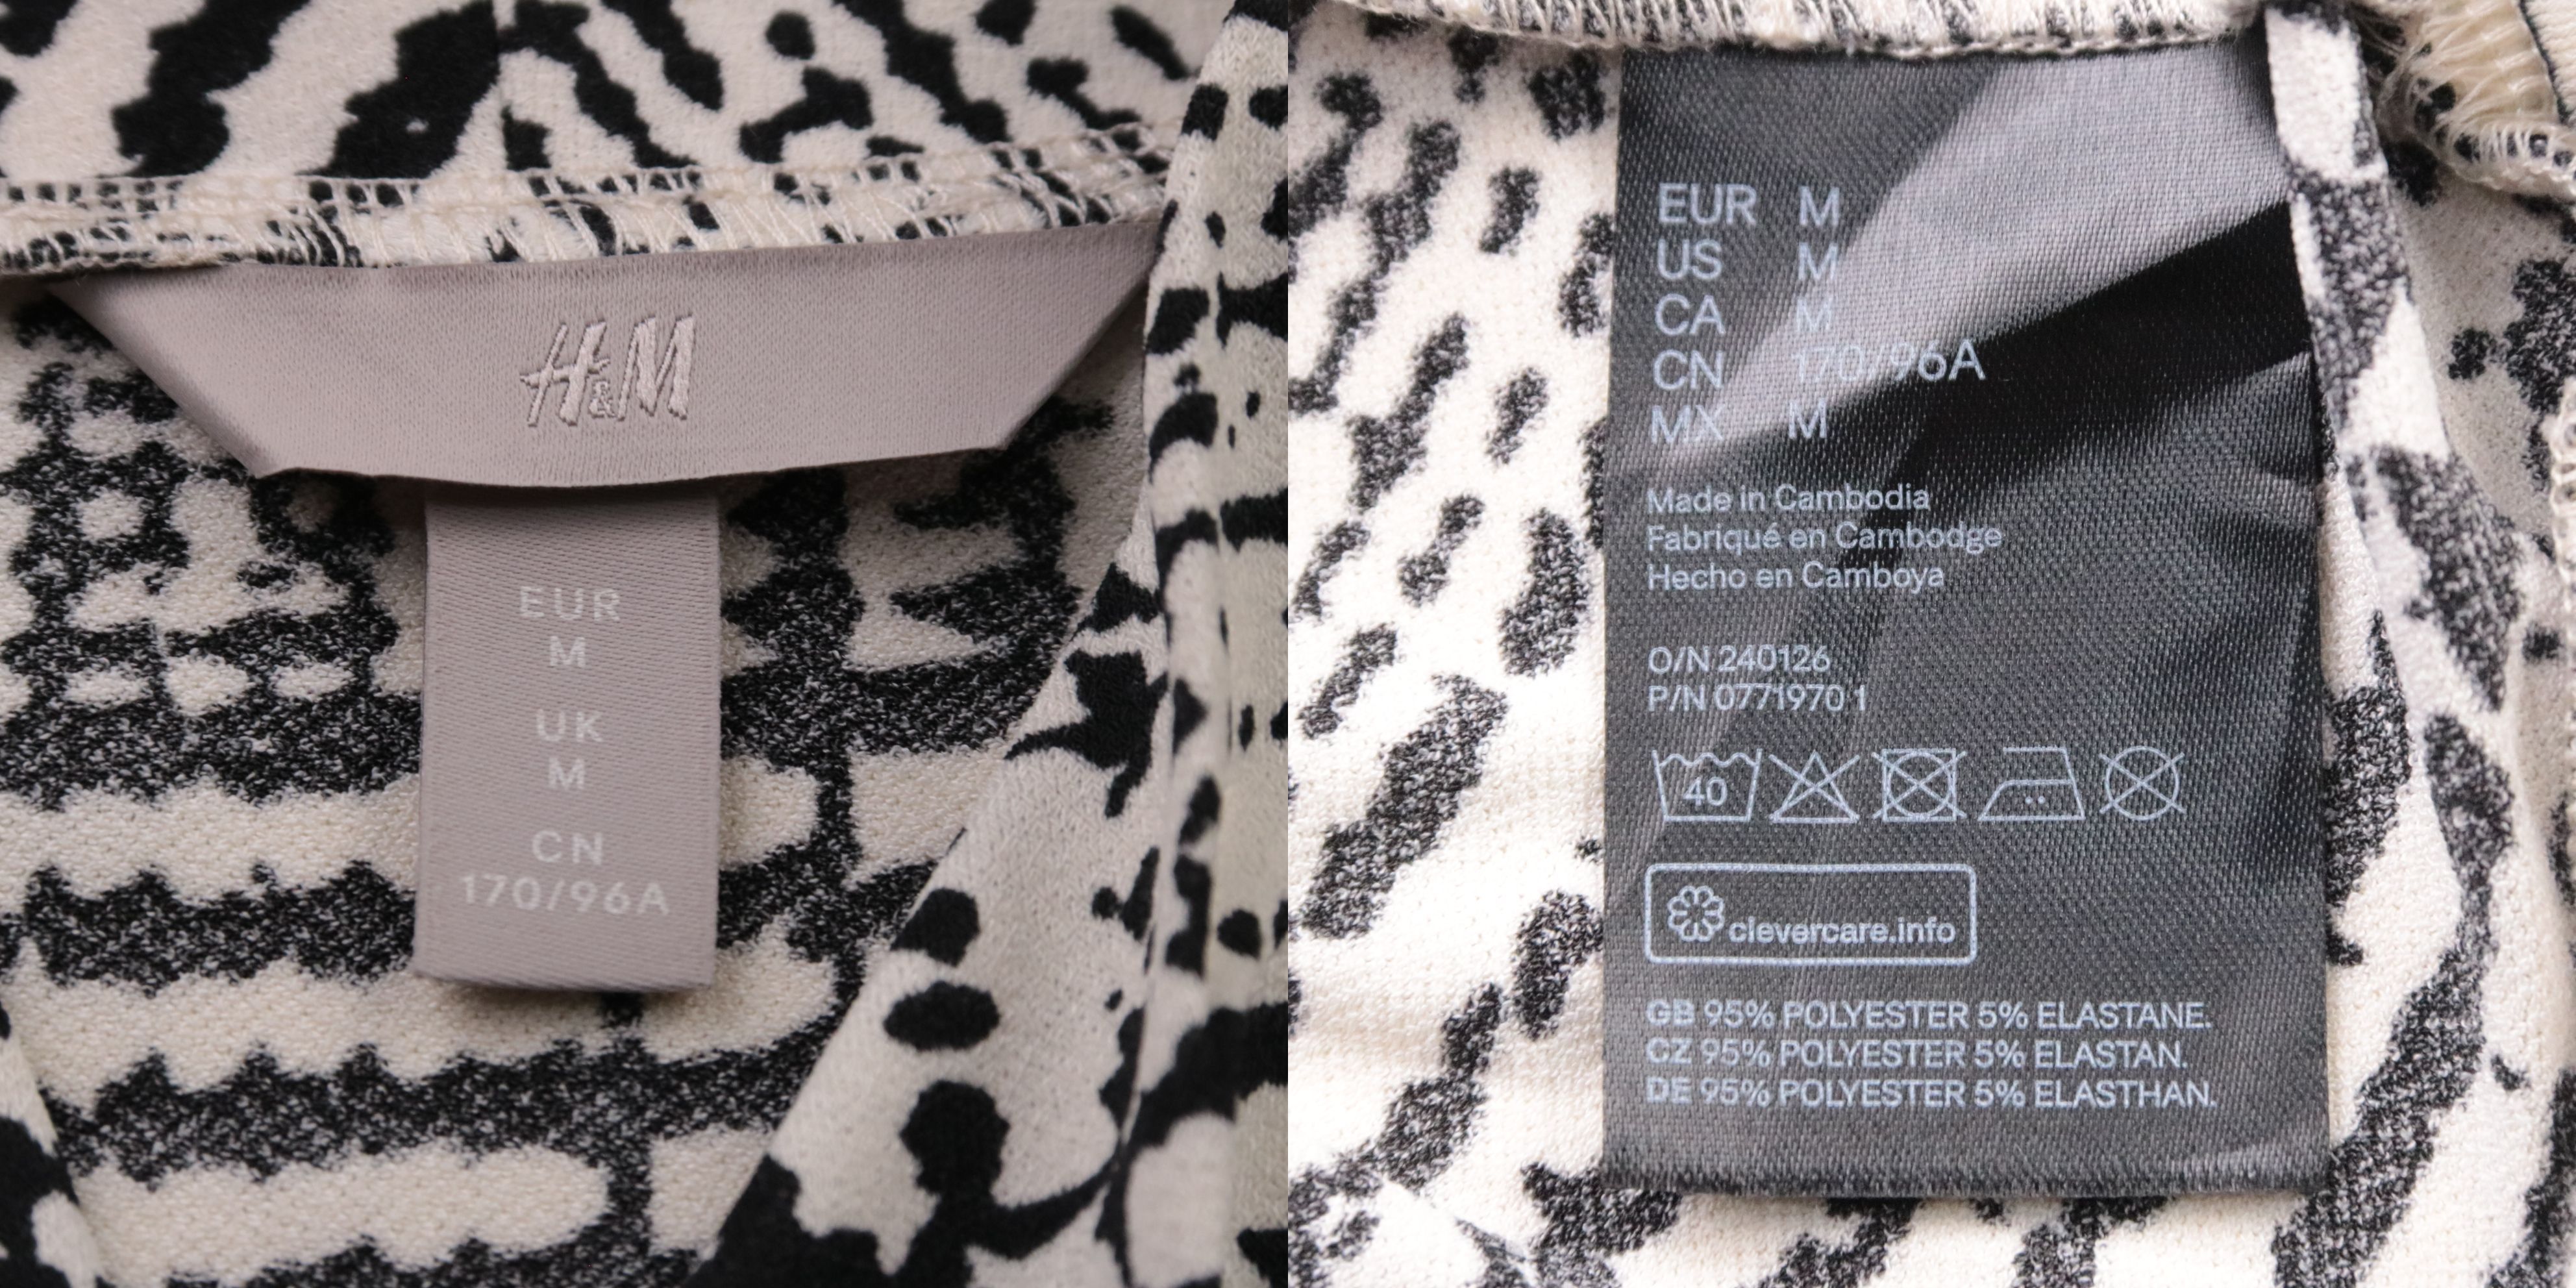 H&M
EUR
M
UK
M
CN
170/96A
EUR M
US M
CA M
CN 170/96A
MX M
Made in Cambodia
Fabriqué en Cambodge
Hecho en Camboya
O/N 240126
P/N 0771970 1
40
clevercare.info
GB 95% POLYESTER 5% ELASTANE.
CZ 95% POLYESTER 5% ELASTAN.
DE 95% POLYESTER 5% ELASTHAN.